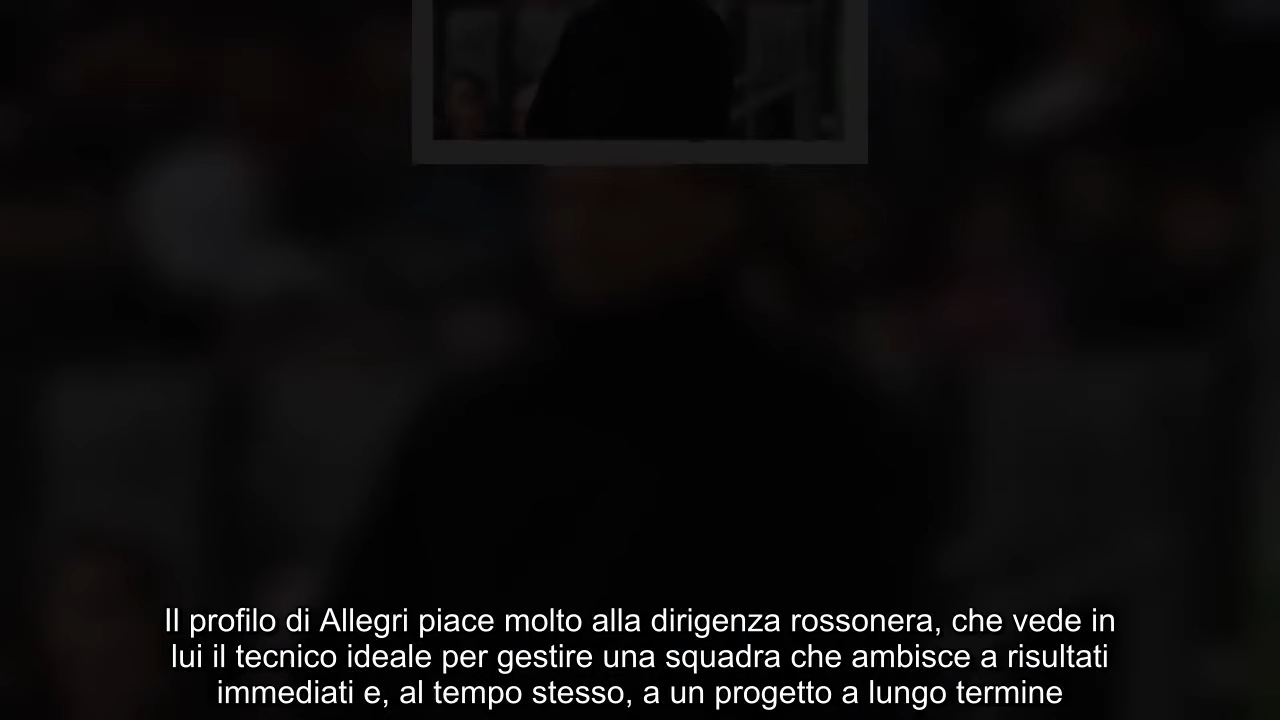 Il profilo di Allegri piace molto alla dirigenza rossonera, che vede in
lui il tecnico ideale per gestire una squadra che ambisce a risultati
immediati e, al tempo stesso, a un progetto a lungo termine